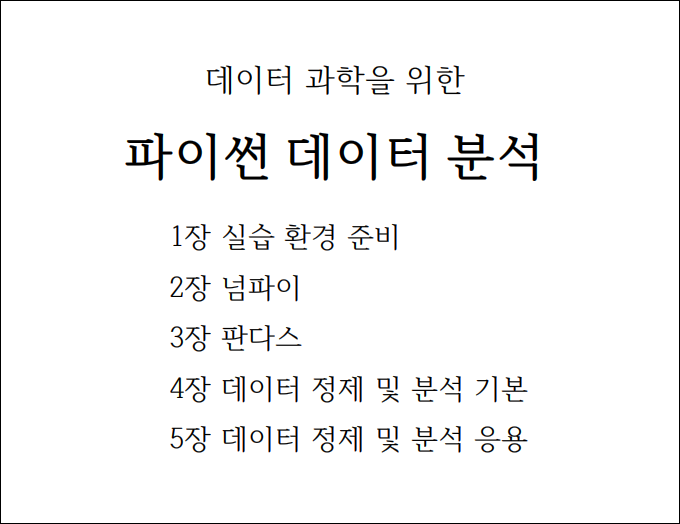 데이터 과학을 위한
파이썬 데이터 분석
1장 실습 환경 준비
2장 넘파이
3장 판다스
4장 데이터 정제 및 분석 기본
5장 데이터 정제 및 분석 응용